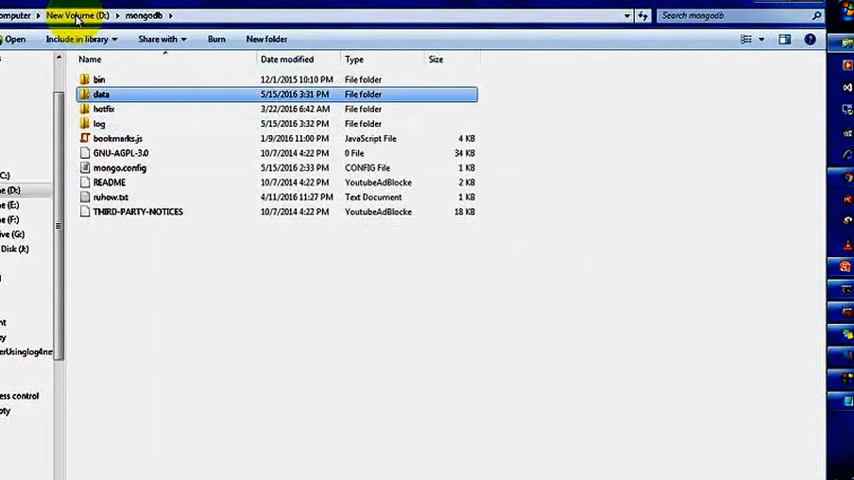 omputer ▸ New Volume (D:) ▸ mongodb ▸
Search mongodb
Open Include in library Share with Burn New folder
Name Date modified Type Size
bin 12/1/2015 10:10 PM File folder
data 5/15/2016 3:31 PM File folder
hotfix 3/22/2016 6:42 AM File folder
log 5/15/2016 3:32 PM File folder
bookmarks.js 1/9/2016 11:00 PM JavaScript File 4 KB
GNU-AGPL-3.0 10/7/2014 4:22 PM 0 File 34 KB
mongo.config 5/15/2016 2:33 PM CONFIG File 1 KB
README 10/7/2014 4:22 PM YoutubeAdBlocke 2 KB
ruhow.txt 4/11/2016 11:27 PM Text Document 1 KB
THIRD-PARTY-NOTICES 10/7/2014 4:22 PM YoutubeAdBlocke 18 KB
C:)
e (D:)
e (E:)
e (F:)
ive (G:)
Disk (J:)
nt
ey
erUsinglog4ne
ess control
pty